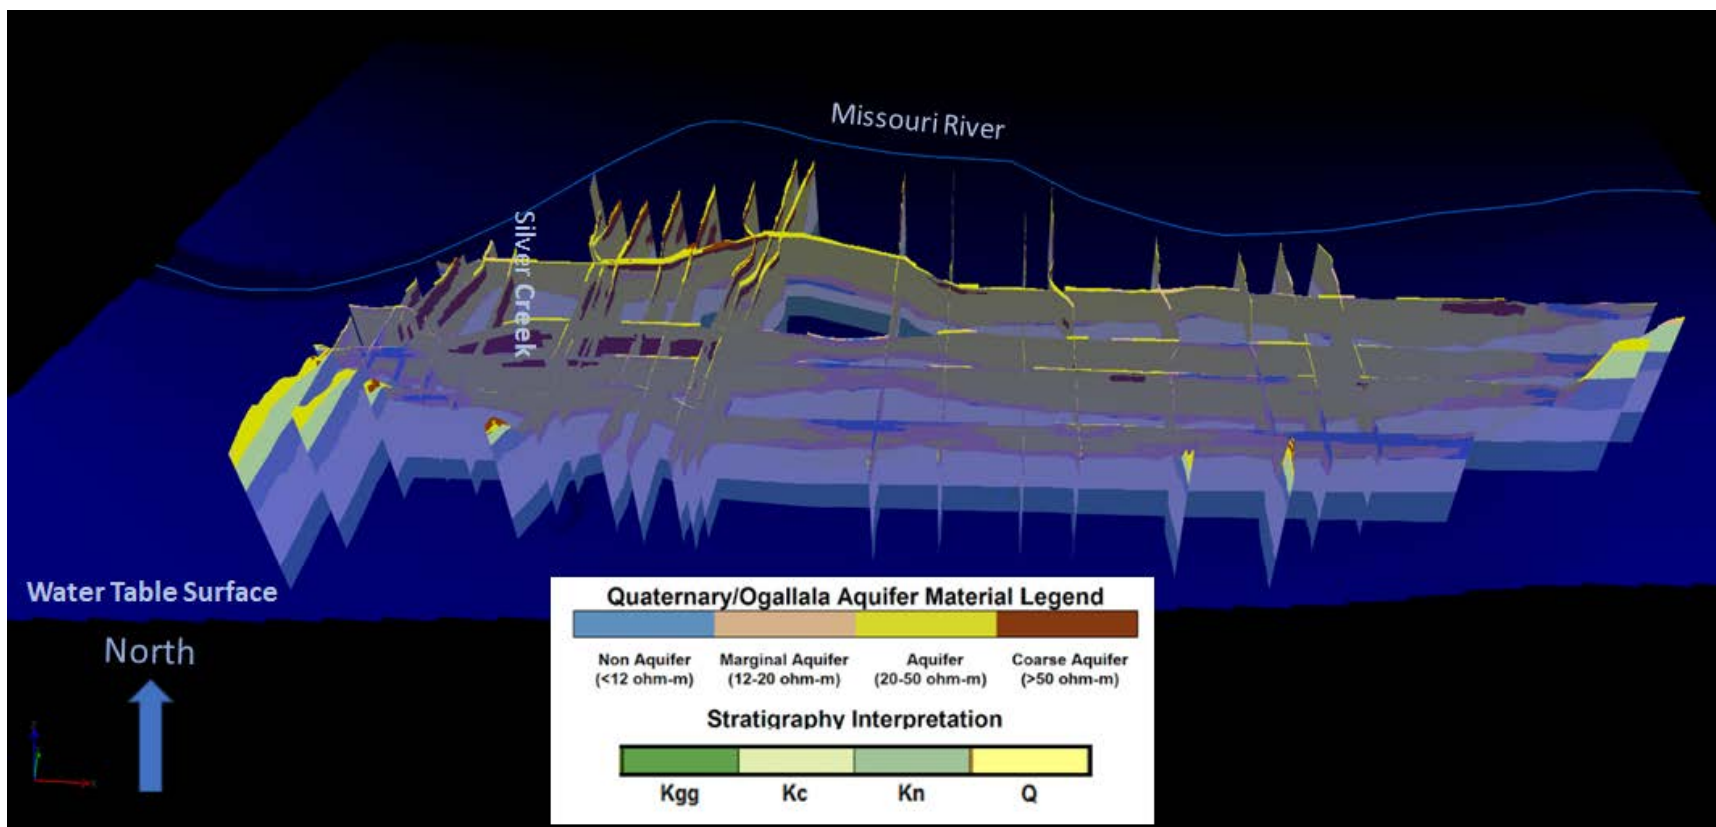 Missouri River
Silver Creek
Water Table Surface
North
Quaternary/Ogallala Aquifer Material Legend
Non Aquifer Marginal Aquifer Aquifer Coarse Aquifer
(<12 ohm-m) (12-20 ohm-m) (20-50 ohm-m) (>50 ohm-m)
Stratigraphy Interpretation
Kgg Kc Kn Q